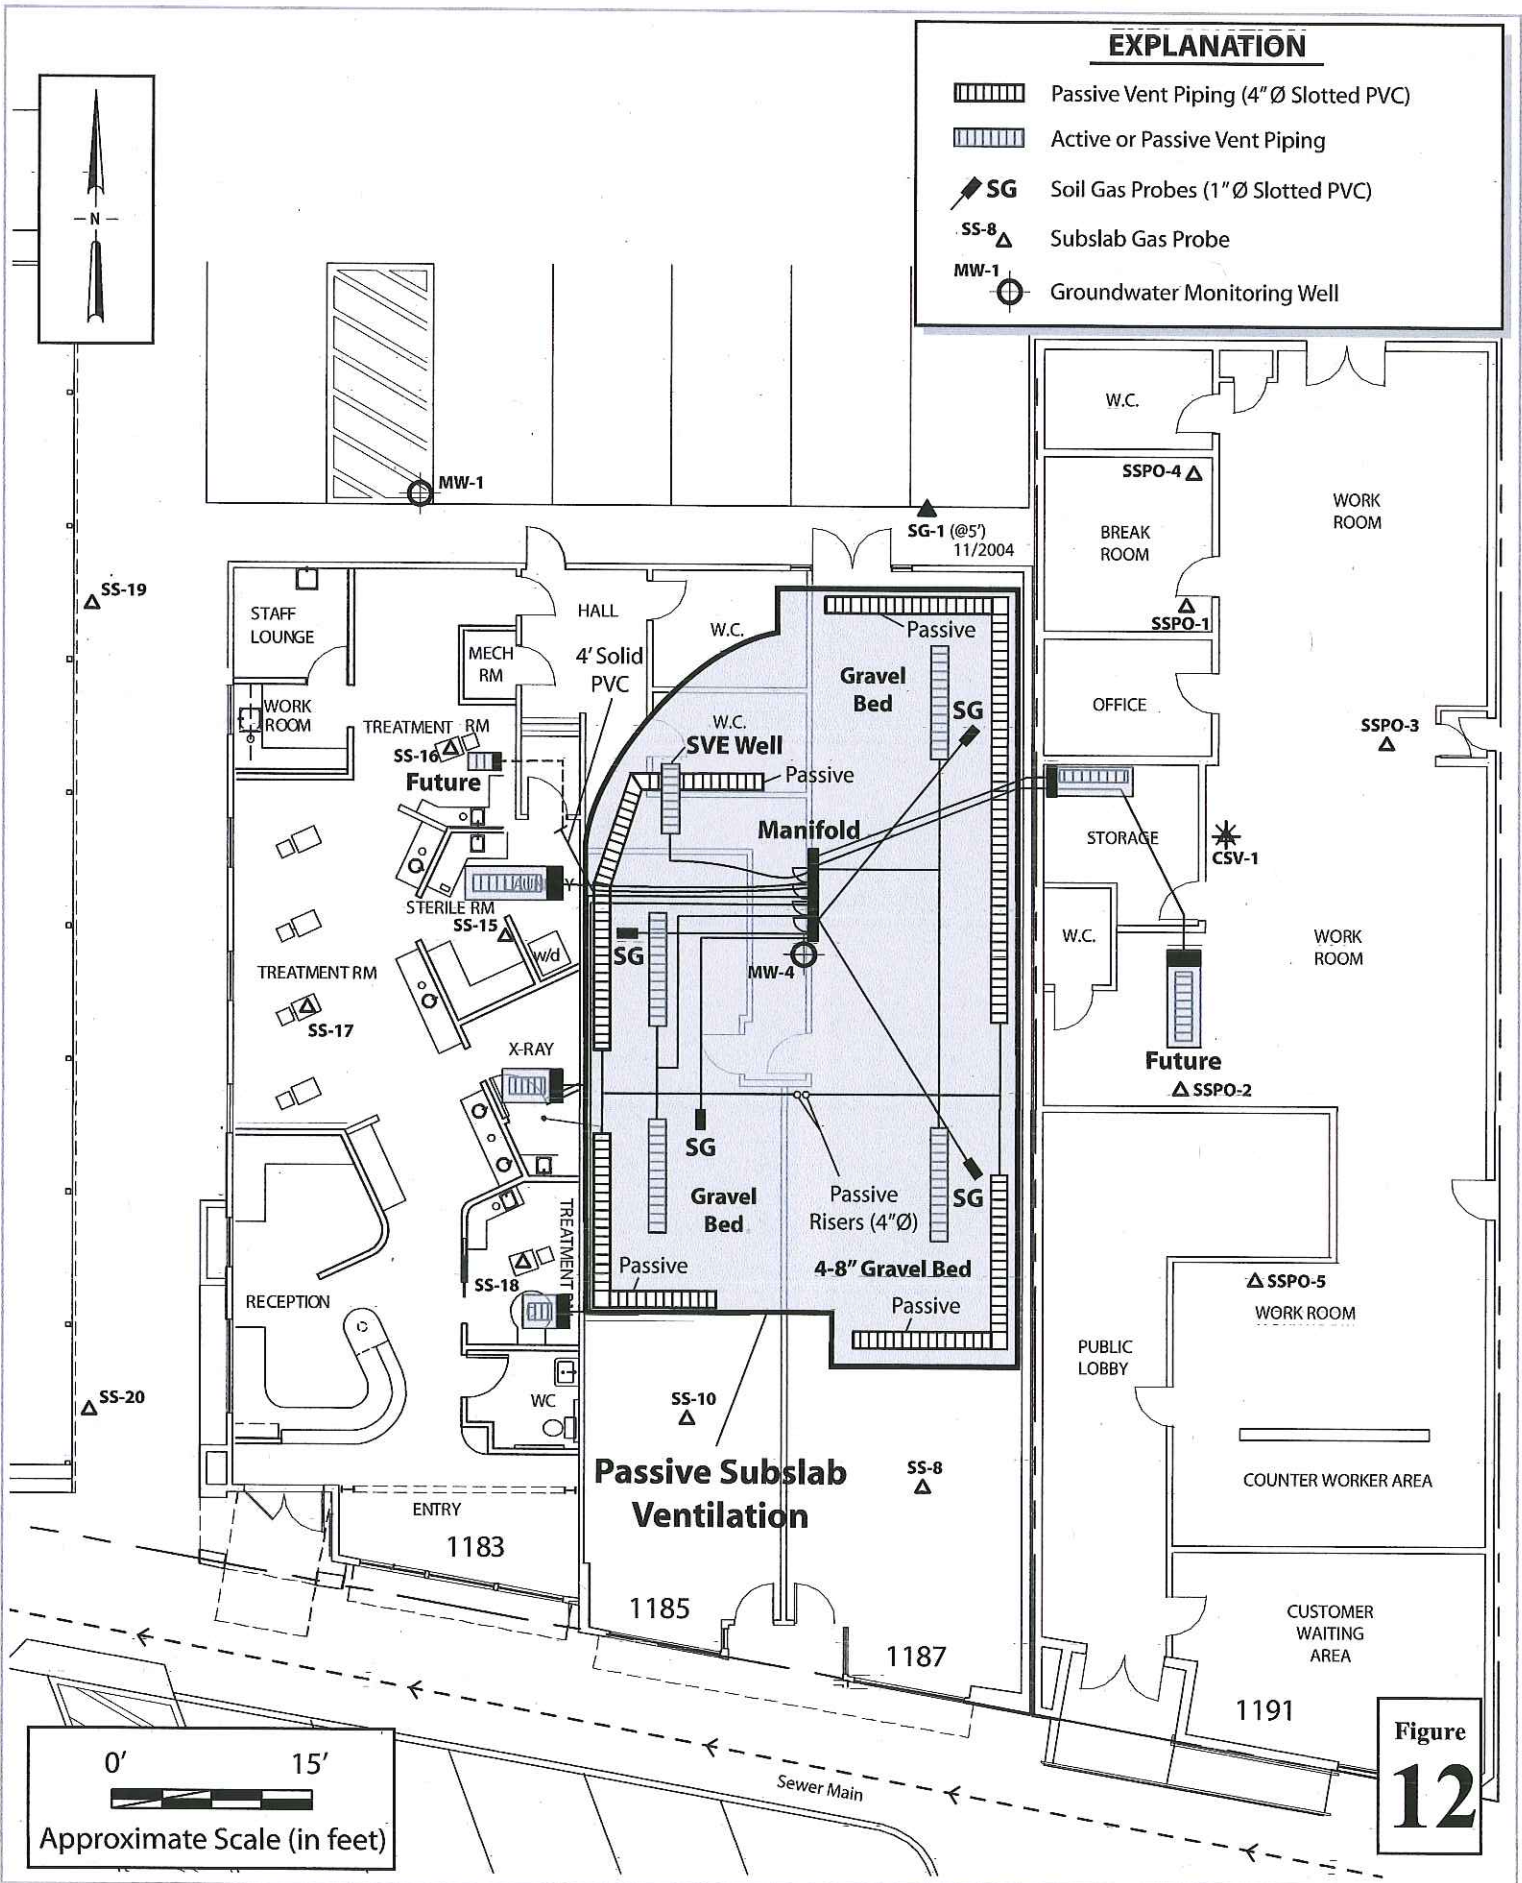 EXPLANATION
Passive Vent Piping (4"Ø Slotted PVC)
Active or Passive Vent Piping
SG Soil Gas Probes (1"Ø Slotted PVC)
SS-8 Subslab Gas Probe
MW-1
Groundwater Monitoring Well
N
W.C.
SSPO-4
WORK
ROOM
MW-1
BREAK
ROOM
SG-1 (@5')
11/2004
SS-19
STAFF
LOUNGE
HALL
W.C.
Passive
SSPO-1
MECH
RM
4' Solid
PVC
Gravel
Bed
OFFICE
WORK
ROOM
TREATMENT RM
SS-16
Future
W.C.
SVE Well
SG
SSPO-3
Passive
Manifold
STORAGE
CSV-1
STERILE RM
SS-15
w/d
SG
MW-4
W.C.
WORK
ROOM
TREATMENT RM
SS-17
X-RAY
Future
SSPO-2
SG
Gravel
Bed
Passive
Risers (4"Ø)
SG
TREATMENT
SS-18
Passive
4-8" Gravel Bed
Passive
SSPO-5
WORK ROOM
RECEPTION
PUBLIC
LOBBY
WC
SS-20
SS-10
Passive Subslab
Ventilation
SS-8
COUNTER WORKER AREA
ENTRY
1183
1185
1187
CUSTOMER
WAITING
AREA
1191
Sewer Main
0' 15'
Approximate Scale (in feet)
Figure
12